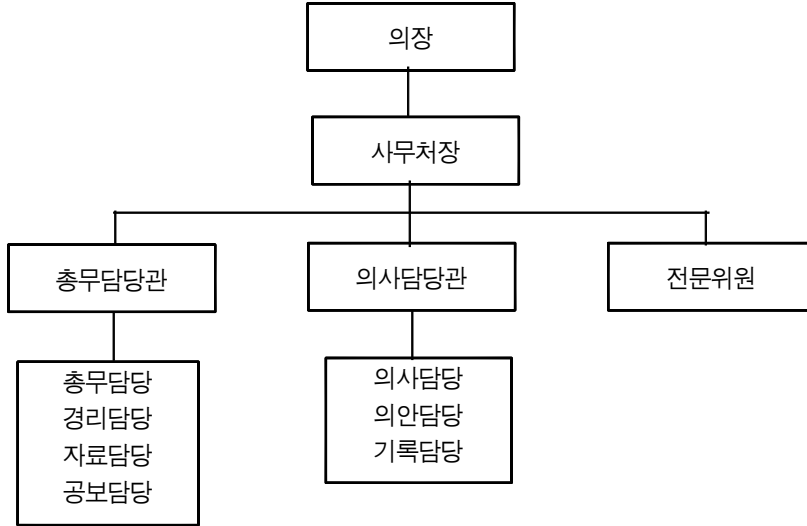 의장
사무처장
총무담당관
의사담당관
전문위원
총무담당
경리담당
자료담당
공보담당
의사담당
의안담당
기록담당